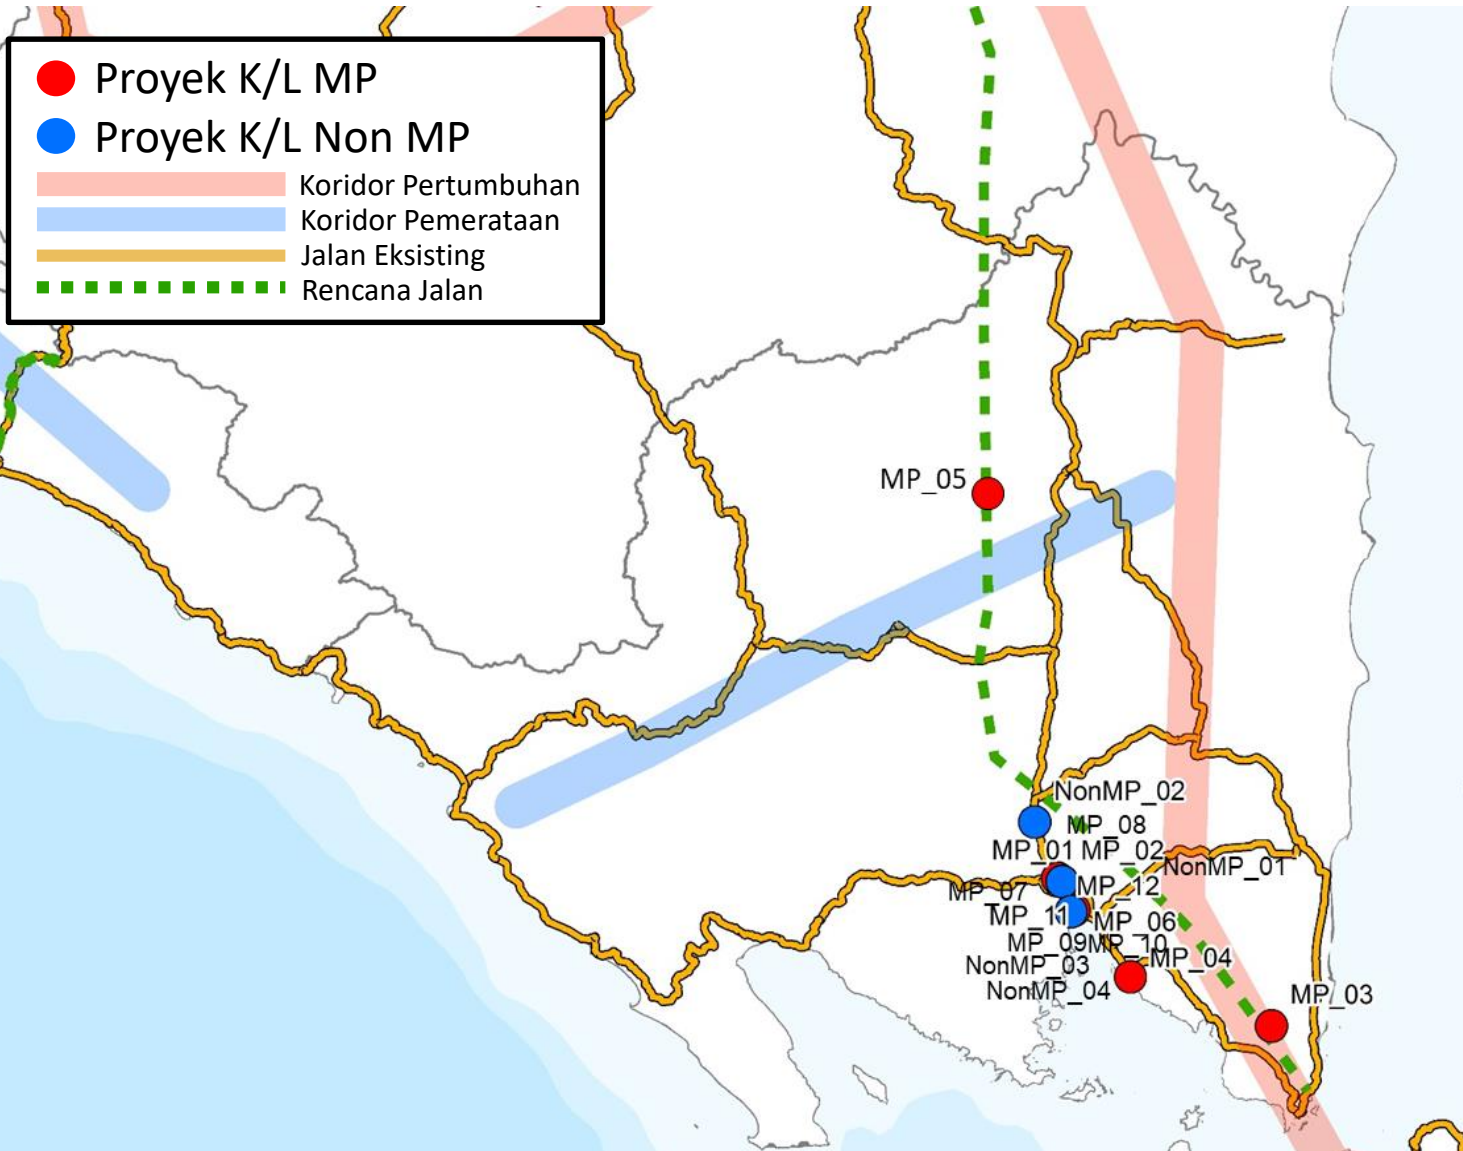 Proyek K/L MP
Proyek K/L Non MP
Koridor Pertumbuhan
Koridor Pemerataan
Jalan Eksisting
Rencana Jalan
MP_05
NonMP_02
MP_08
MP_01
MP_02
NonMP_01
MP_07
MP_12
MP_11
MP_06
MP_09
MP_10
MP_04
NonMP_03
NonMP_04
MP_03